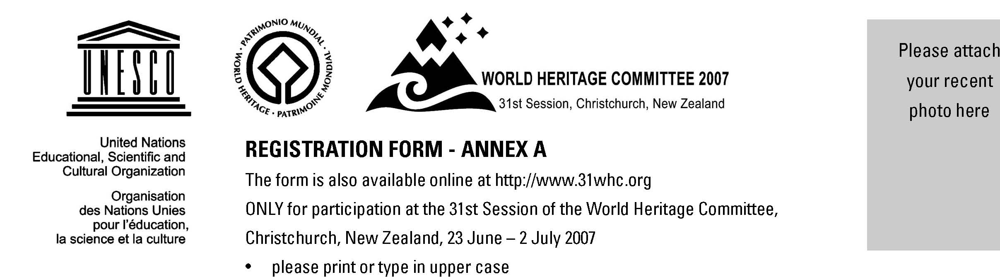 UNESCO
United Nations
Educational, Scientific and
Cultural Organization
Organisation
des Nations Unies
pour l'éducation,
la science et la culture
WORLD HERITAGE · PATRIMONIO MUNDIAL · PATRIMOINE MONDIAL ·
WORLD HERITAGE COMMITTEE 2007
31st Session, Christchurch, New Zealand
Please attach
your recent
photo here
REGISTRATION FORM - ANNEX A
The form is also available online at http://www.31whc.org
ONLY for participation at the 31st Session of the World Heritage Committee,
Christchurch, New Zealand, 23 June – 2 July 2007
• please print or type in upper case